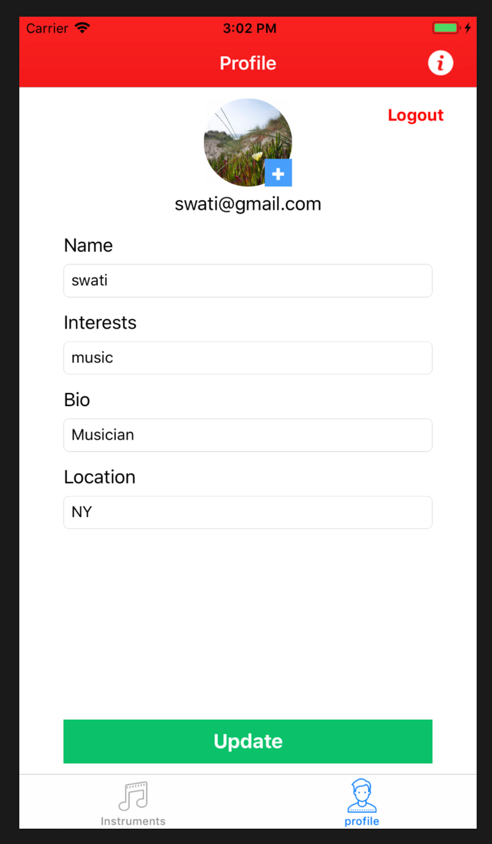 Carrier 3:02 PM
Profile
Logout
swati@gmail.com
Name
swati
Interests
music
Bio
Musician
Location
NY
Update
Instruments profile